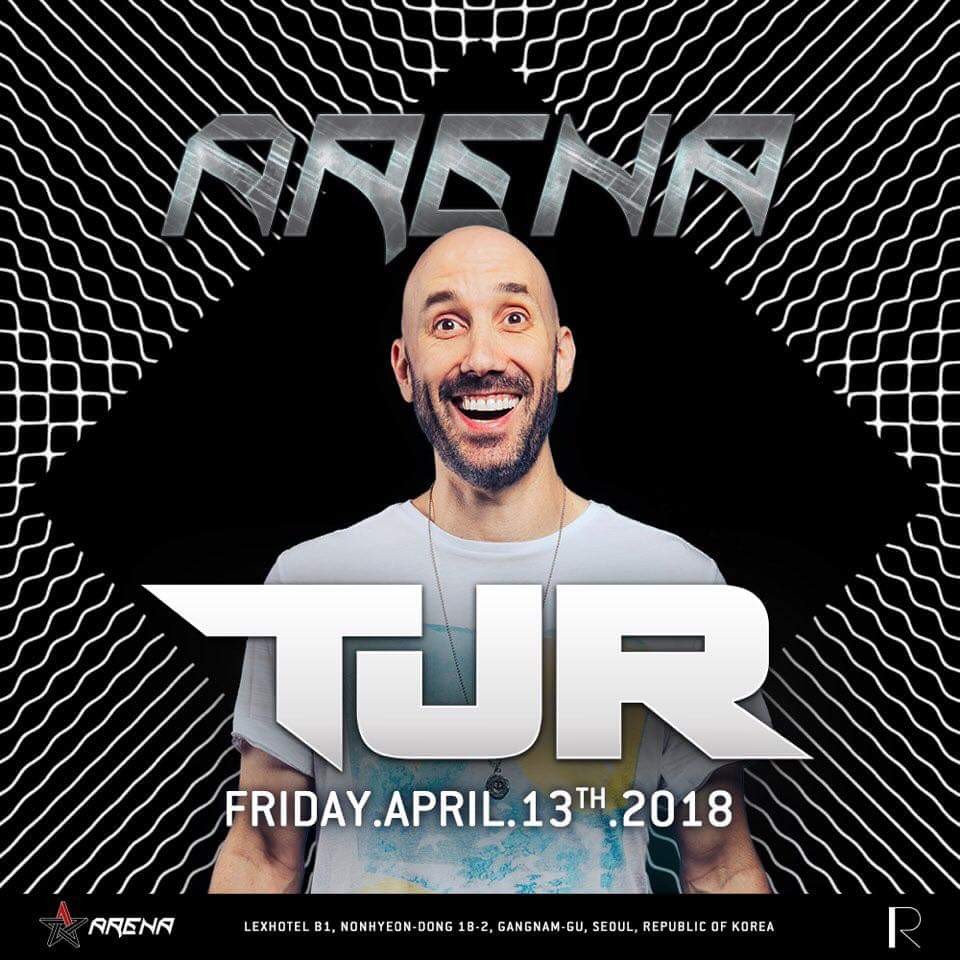 ARENA
TJR
FRIDAY.APRIL.13TH.2018
ARENA
LEXHOTEL B1, NONHYEON-DONG 18-2, GANGNAM-GU, SEOUL, REPUBLIC OF KOREA
R